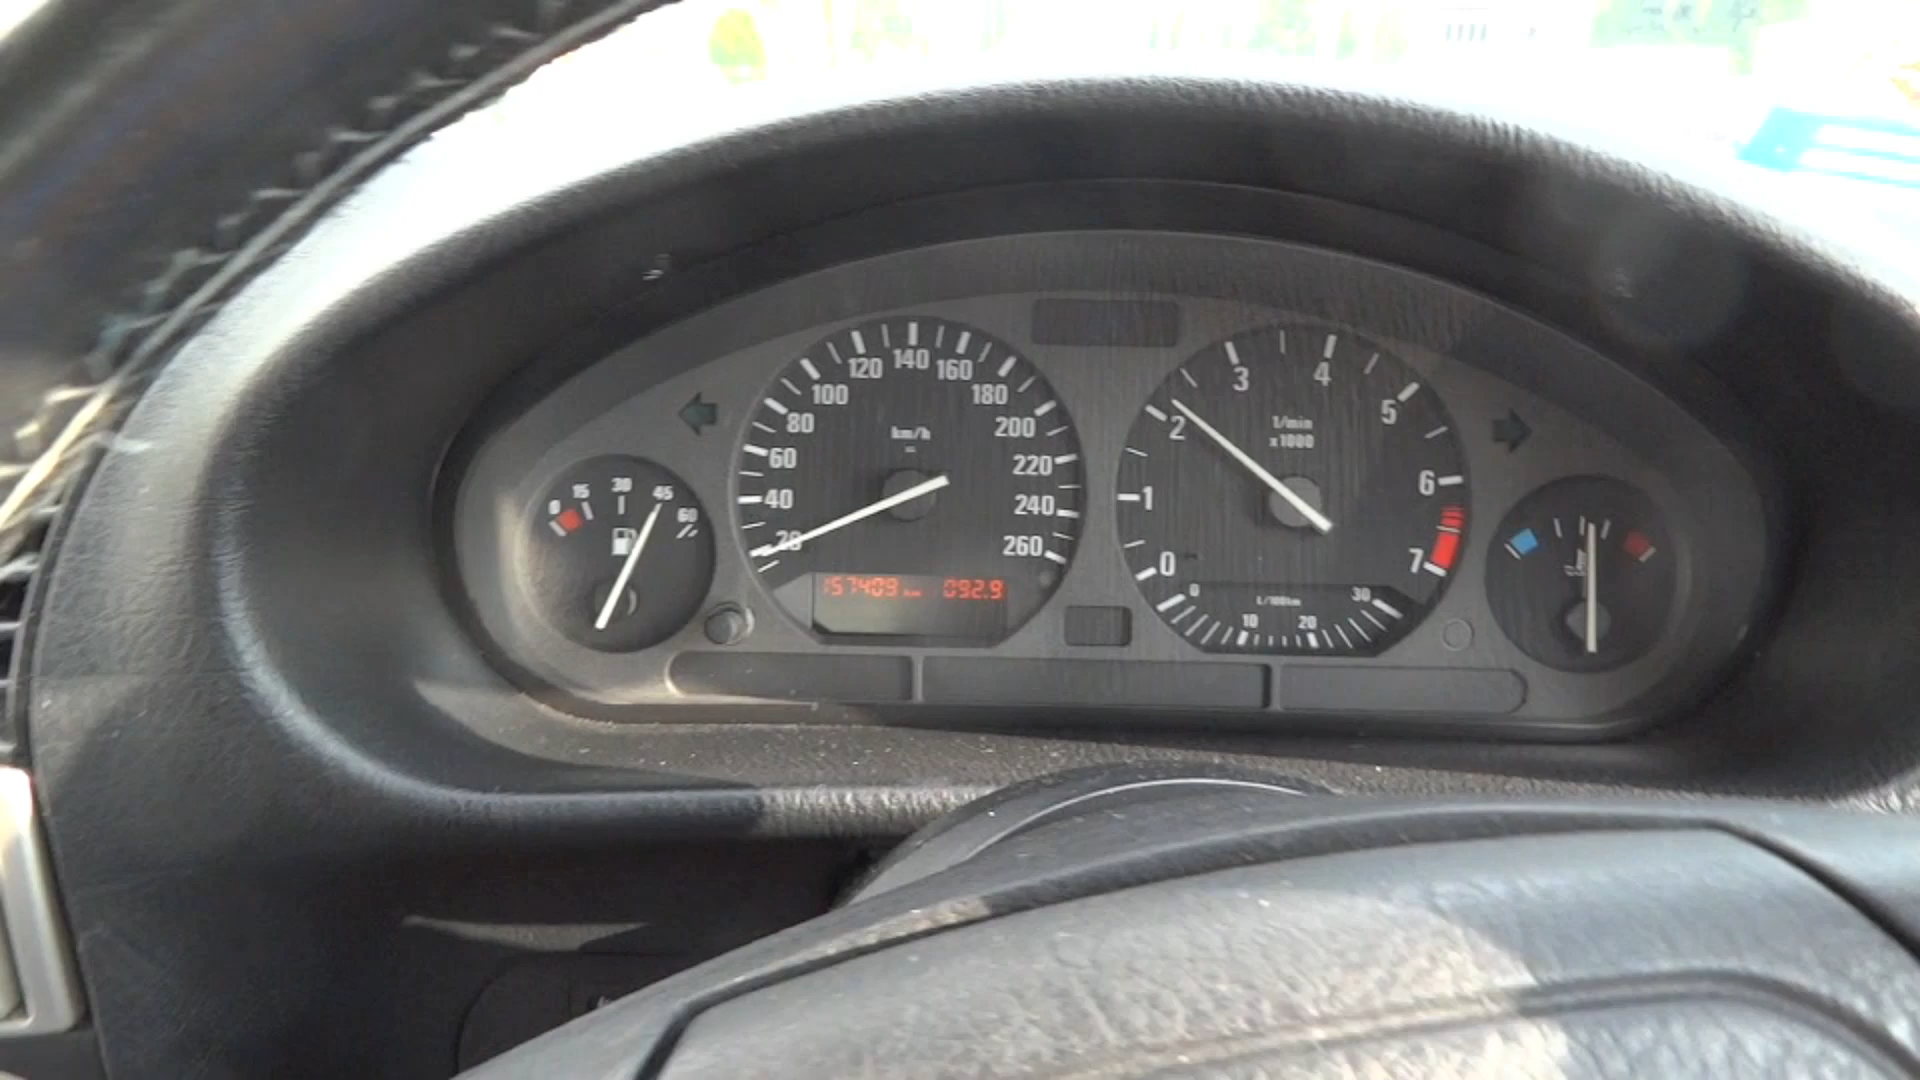 0 15 30 45 60
20 40 60 80 100 120 140 160 180 200 220 240 260
km/h
157409 km 092.9
0 1 2 3 4 5 6 7
1/min
x1000
0 10 20 30
L/100km